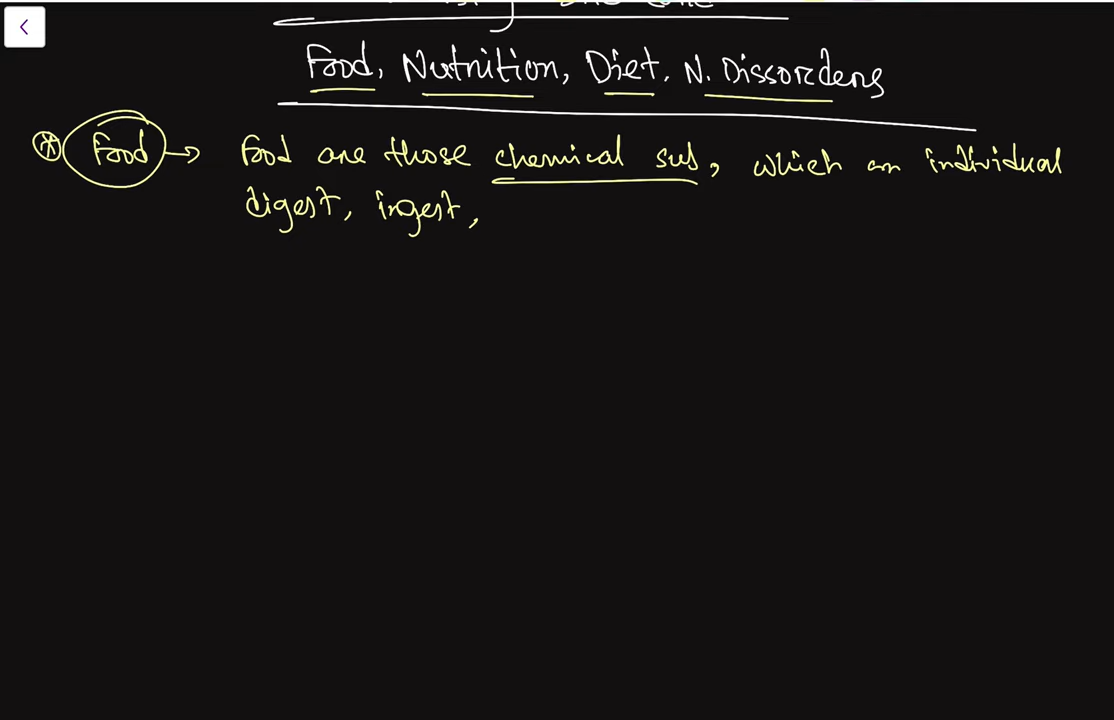 Food, Nutrition, Diet, N. Dissorders
Food → Food are those chemical sub, which an individual
digest, ingest,